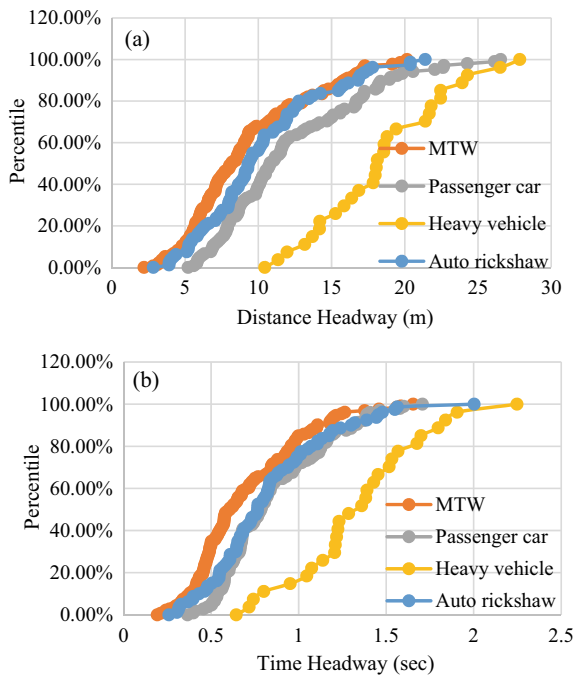 (a)
120.00%
100.00%
80.00%
60.00%
40.00%
20.00%
0.00%
Percentile
0 5 10 15 20 25 30
Distance Headway (m)
MTW
Passenger car
Heavy vehicle
Auto rickshaw
(b)
120.00%
100.00%
80.00%
60.00%
40.00%
20.00%
0.00%
Percentile
0 0.5 1 1.5 2 2.5
Time Headway (sec)
MTW
Passenger car
Heavy vehicle
Auto rickshaw